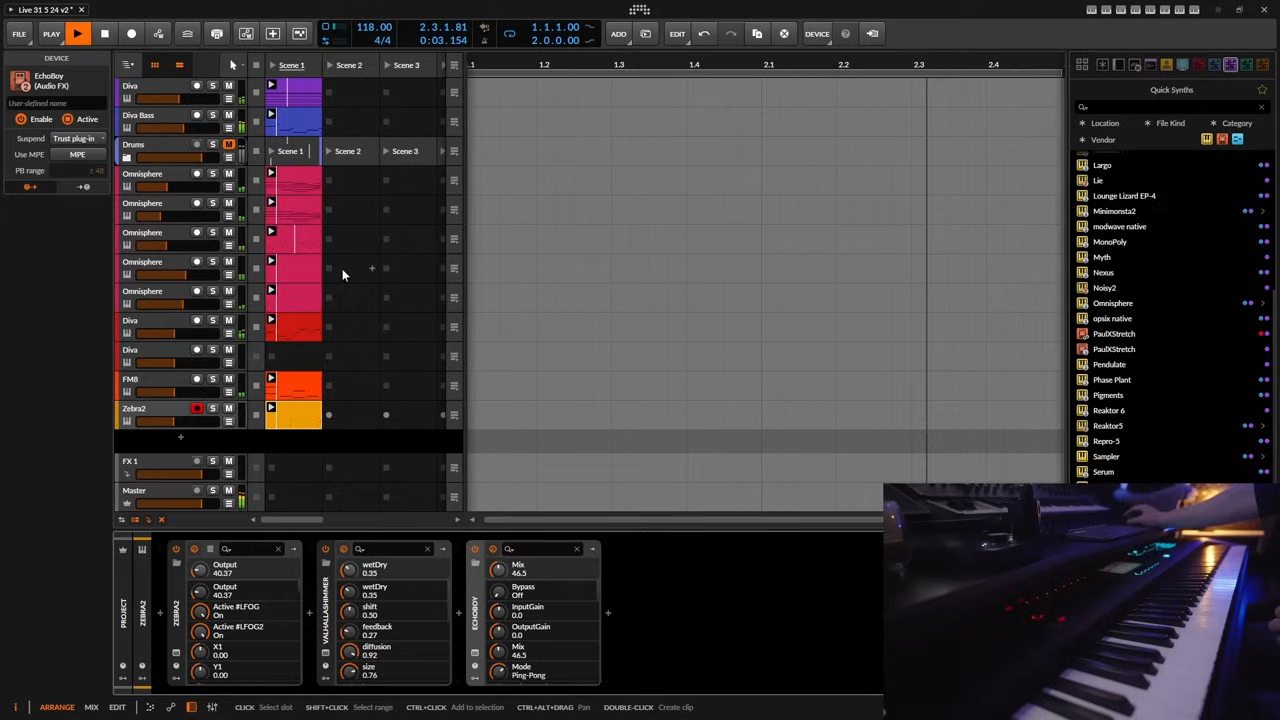 Live 31 5 24 v2*
FILE PLAY 118.00 4/4 2.3.1.81 0:00:03.154 1.1.1.00 2.0.0.00 ADD EDIT DEVICE
DEVICE
EchoBoy
(Audio FX)
User-defined name
Enable Active
Suspend Trust plug-in
Use MPE MPE
PB range ± 48
Scene 1 Scene 2 Scene 3
.1 1.2 1.3 1.4 2.1 2.2 2.3 2.4
Diva S M
Diva Bass S M
Drums S M Scene 1 Scene 2 Scene 3
Omnisphere S M
Omnisphere S M
Omnisphere S M
Omnisphere S M
Omnisphere S M
Diva S M
Diva S M
FM8 S M
Zebra2 S M
+
FX 1 S M
Master S M
Quick Synths
Location File Kind Category
Vendor
Largo
Lie
Lounge Lizard EP-4
Minimonsta2
modwave native
MonoPoly
Myth
Nexus
Noisy2
Omnisphere
opsix native
PaulXStretch
PaulXStretch
Pendulate
Phase Plant
Pigments
Reaktor 6
Reaktor5
Repro-5
Sampler
Serum
PROJECT
ZEBRA2
ZEBRA2
Output
40.37
Output
40.37
Active #LFOG
On
Active #LFOG2
On
X1
0.00
Y1
0.00
VALHALLASHIMMER
wetDry
0.35
wetDry
0.35
shift
0.50
feedback
0.27
diffusion
0.92
size
0.76
ECHOBOY
Mix
46.5
Bypass
Off
InputGain
0.0
OutputGain
0.0
Mix
46.5
Mode
Ping-Pong
i ARRANGE MIX EDIT CLICK Select slot SHIFT+CLICK Select range CTRL+CLICK Add to selection CTRL+ALT+DRAG Pan DOUBLE-CLICK Create clip